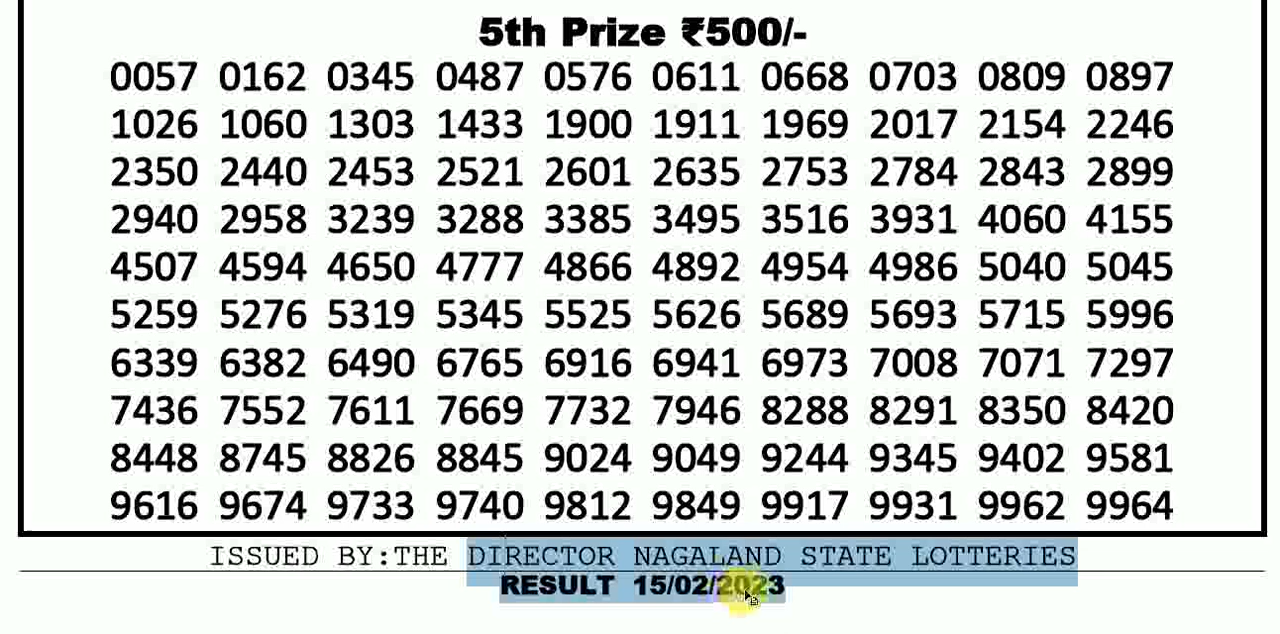 5th Prize ₹500/-
0057 0162 0345 0487 0576 0611 0668 0703 0809 0897
1026 1060 1303 1433 1900 1911 1969 2017 2154 2246
2350 2440 2453 2521 2601 2635 2753 2784 2843 2899
2940 2958 3239 3288 3385 3495 3516 3931 4060 4155
4507 4594 4650 4777 4866 4892 4954 4986 5040 5045
5259 5276 5319 5345 5525 5626 5689 5693 5715 5996
6339 6382 6490 6765 6916 6941 6973 7008 7071 7297
7436 7552 7611 7669 7732 7946 8288 8291 8350 8420
8448 8745 8826 8845 9024 9049 9244 9345 9402 9581
9616 9674 9733 9740 9812 9849 9917 9931 9962 9964
ISSUED BY:THE DIRECTOR NAGALAND STATE LOTTERIES
RESULT 15/02/2023